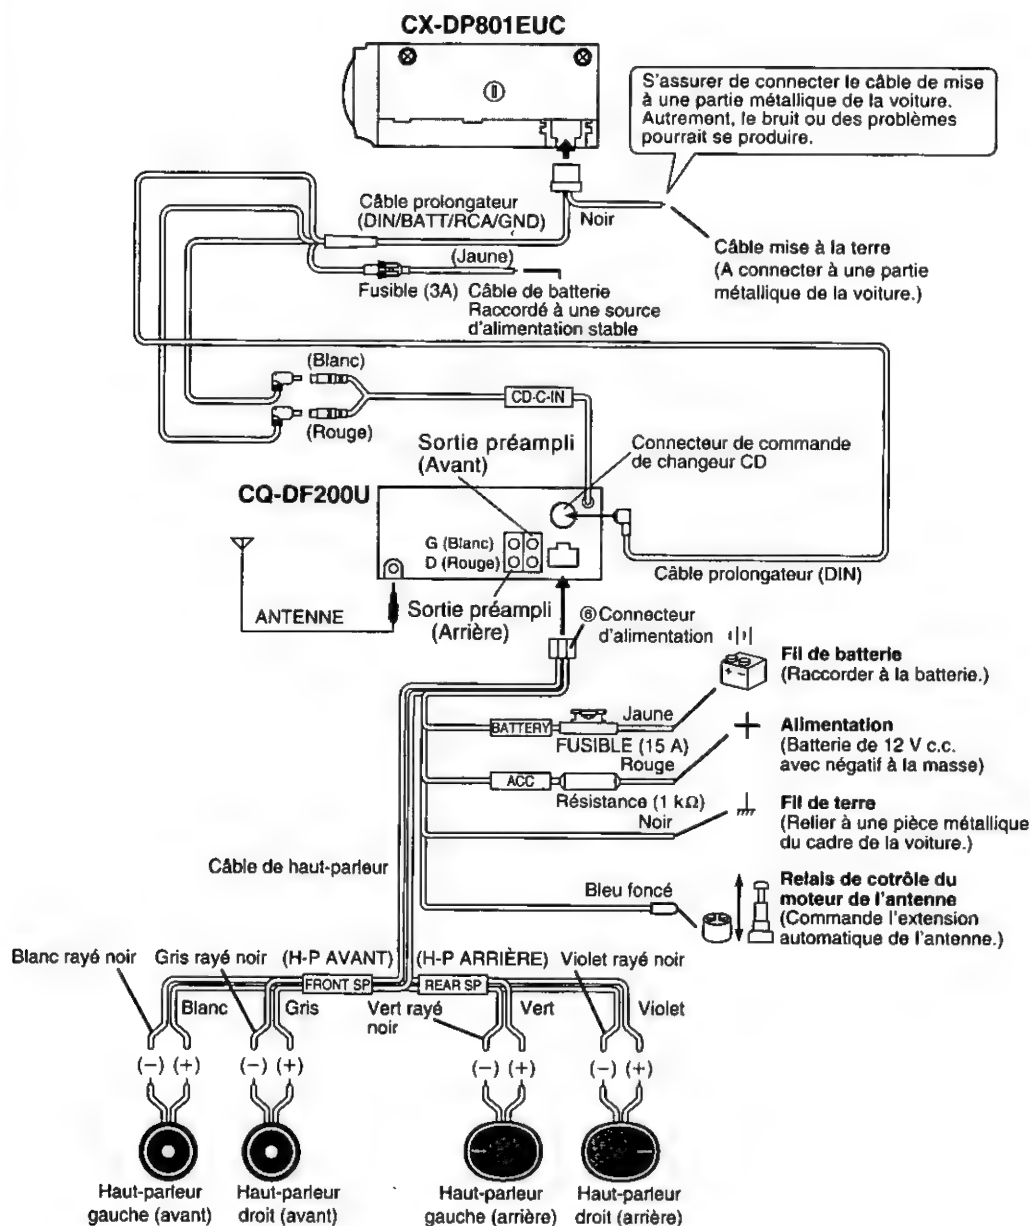 CX-DP801EUC
S'assurer de connecter le câble de mise
à une partie métallique de la voiture.
Autrement, le bruit ou des problèmes
pourrait se produire.
Câble prolongateur
(DIN/BATT/RCA/GND)
Noir
(Jaune)
Câble mise à la terre
(A connecter à une partie
métallique de la voiture.)
Fusible (3A)
Câble de batterie
Raccordé à une source
d'alimentation stable
(Blanc)
CD-C-IN
(Rouge)
Sortie préampli
(Avant)
Connecteur de commande
de changeur CD
CQ-DF200U
G (Blanc)
D (Rouge)
Câble prolongateur (DIN)
ANTENNE
Sortie préampli
(Arrière)
⑥ Connecteur
d'alimentation
Fil de batterie
(Raccorder à la batterie.)
Jaune
BATTERY
FUSIBLE (15 A)
Rouge
Alimentation
(Batterie de 12 V c.c.
avec négatif à la masse)
ACC
Résistance (1 kΩ)
Noir
Fil de terre
(Relier à une pièce métallique
du cadre de la voiture.)
Câble de haut-parleur
Bleu foncé
Relais de cotrôle du
moteur de l'antenne
(Commande l'extension
automatique de l'antenne.)
Blanc rayé noir
Gris rayé noir
(H-P AVANT)
(H-P ARRIÈRE)
Violet rayé noir
FRONT SP
REAR SP
Blanc
Gris
Vert rayé
noir
Vert
Violet
(−) (+)
(−) (+)
(−) (+)
(−) (+)
Haut-parleur
gauche (avant)
Haut-parleur
droit (avant)
Haut-parleur
gauche (arrière)
Haut-parleur
droit (arrière)